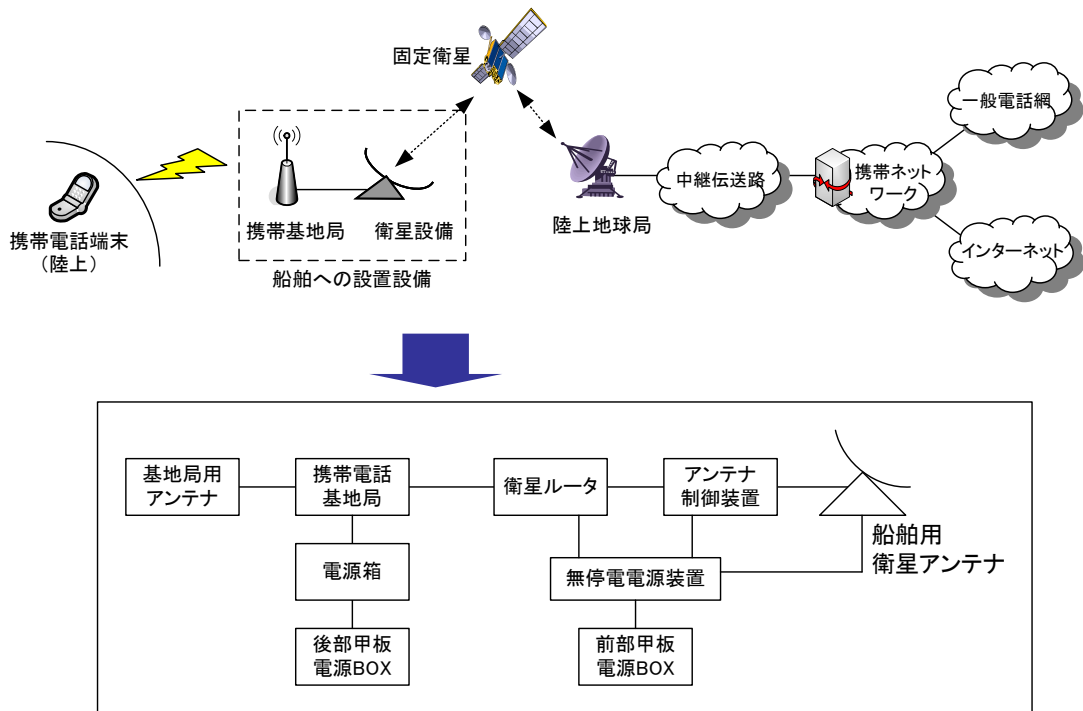 固定衛星
一般電話網
携帯ネット
ワーク
中継伝送路
陸上地球局
インターネット
携帯基地局
衛星設備
船舶への設置設備
携帯電話端末
（陸上）
基地局用
アンテナ
携帯電話
基地局
衛星ルータ
アンテナ
制御装置
船舶用
衛星アンテナ
電源箱
無停電電源装置
後部甲板
電源BOX
前部甲板
電源BOX